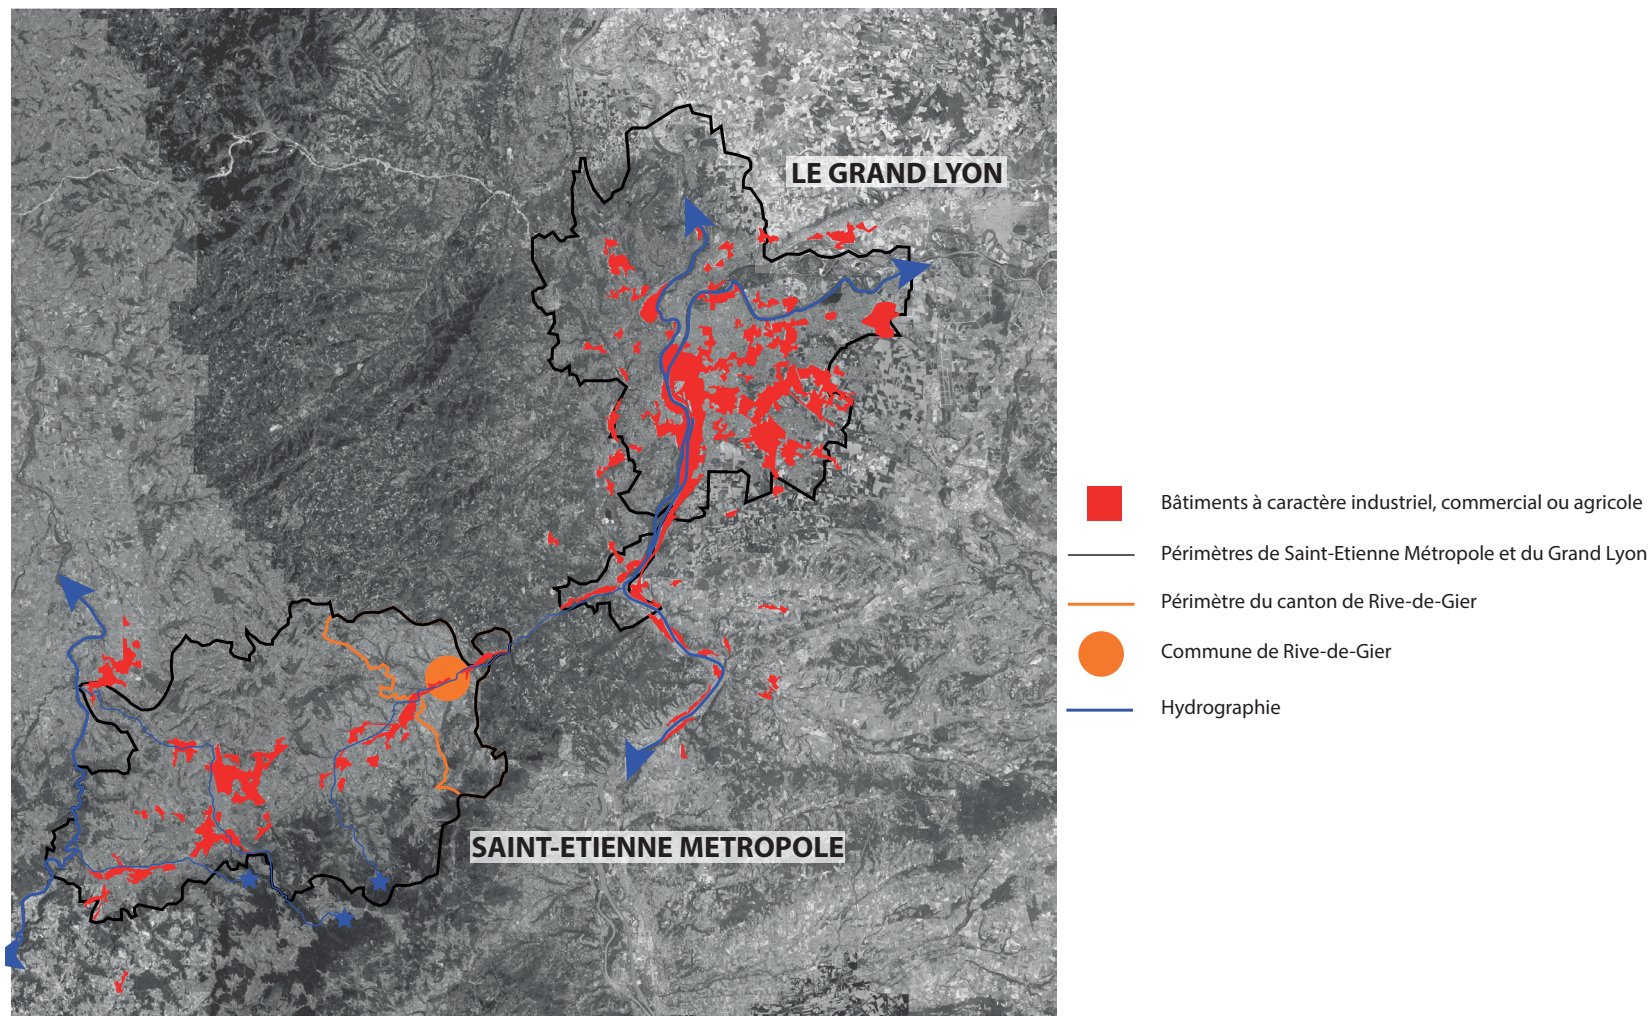 LE GRAND LYON
SAINT-ETIENNE METROPOLE
Bâtiments à caractère industriel, commercial ou agricole
Périmètres de Saint-Etienne Métropole et du Grand Lyon
Périmètre du canton de Rive-de-Gier
Commune de Rive-de-Gier
Hydrographie